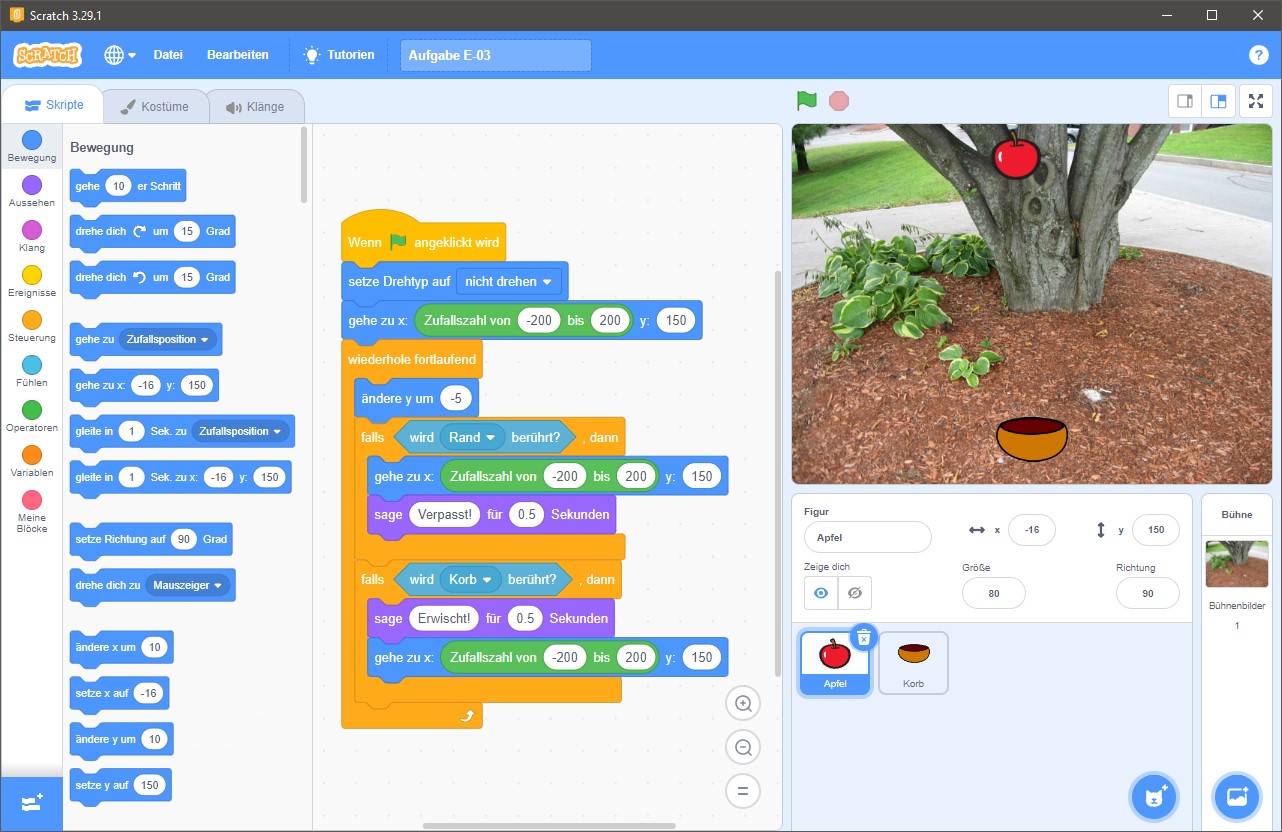 Scratch 3.29.1
SCRATCH
Datei
Bearbeiten
Tutorien
Aufgabe E-03
?
Skripte
Kostüme
Klänge
Bewegung
Aussehen
Klang
Ereignisse
Steuerung
Fühlen
Operatoren
Variablen
Meine
Blöcke
Bewegung
gehe 10 er Schritt
drehe dich um 15 Grad
drehe dich um 15 Grad
gehe zu Zufallsposition
gehe zu x: -16 y: 150
gleite in 1 Sek. zu Zufallsposition
gleite in 1 Sek. zu x: -16 y: 150
setze Richtung auf 90 Grad
drehe dich zu Mauszeiger
ändere x um 10
setze x auf -16
ändere y um 10
setze y auf 150
Wenn angeklickt wird
setze Drehtyp auf nicht drehen
gehe zu x: Zufallszahl von -200 bis 200 y: 150
wiederhole fortlaufend
ändere y um -5
falls wird Rand berührt? , dann
gehe zu x: Zufallszahl von -200 bis 200 y: 150
sage Verpasst! für 0.5 Sekunden
falls wird Korb berührt? , dann
sage Erwischt! für 0.5 Sekunden
gehe zu x: Zufallszahl von -200 bis 200 y: 150
Figur
Apfel
x -16
y 150
Zeige dich
Größe
80
Richtung
90
Apfel
Korb
Bühne
Bühnenbilder
1